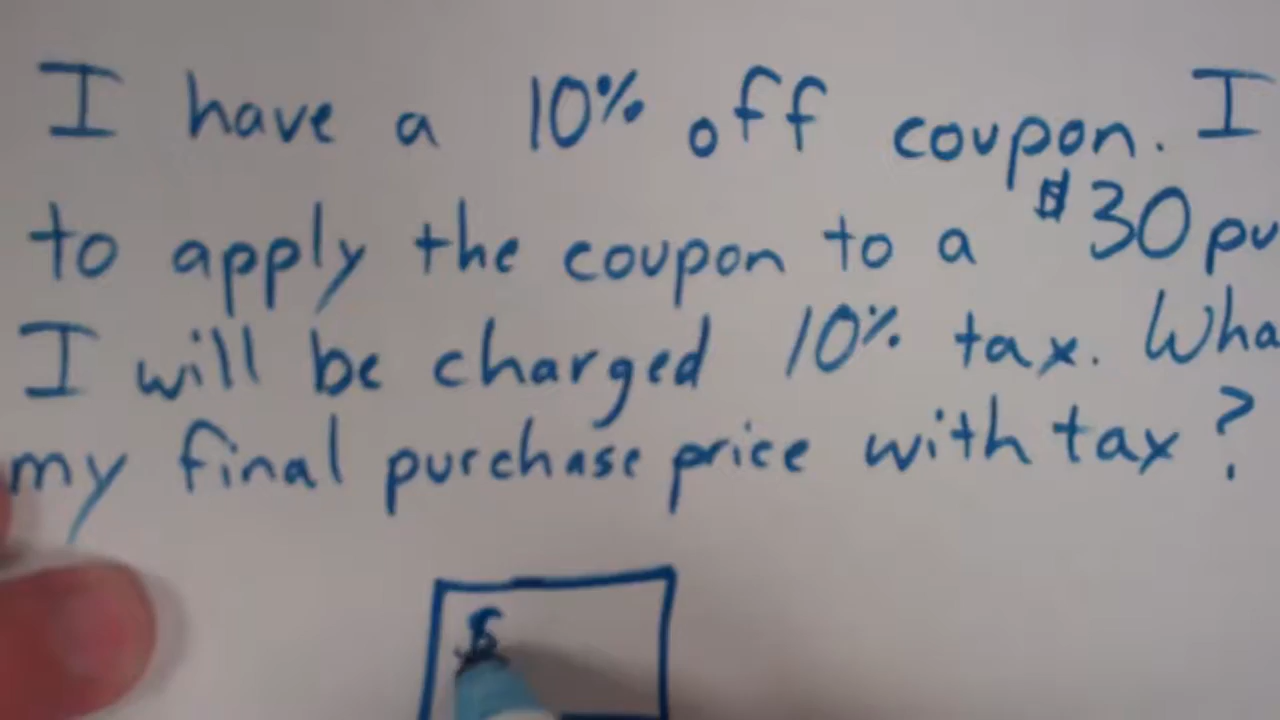 I have a 10% off coupon. I
to apply the coupon to a $30 pu
I will be charged 10% tax. Wha
my final purchase price with tax?
$